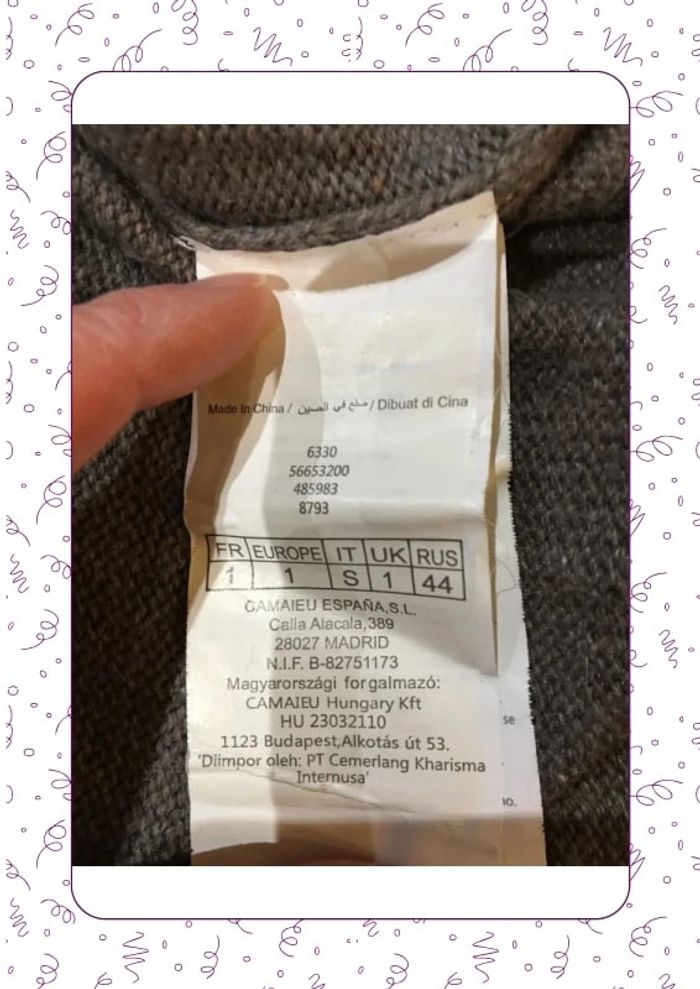 Made In China / صنع في الصين / Dibuat di Cina
6330
56653200
485983
8793
FR EUROPE IT UK RUS
1 1 S 1 44
CAMAIEU ESPAÑA,S.L.
Calla Alacala,389
28027 MADRID
N.I.F. B-82751173
Magyarországi forgalmazó:
CAMAIEU Hungary Kft
HU 23032110
1123 Budapest,Alkotás út 53.
'Diimpor oleh: PT Cemerlang Kharisma
Internusa'
se